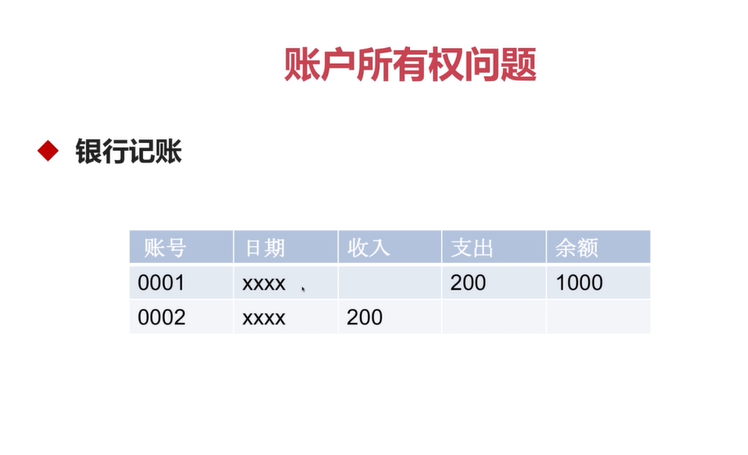 账户所有权问题
银行记账
账号 日期 收入 支出 余额
0001 xxxx 200 1000
0002 xxxx 200